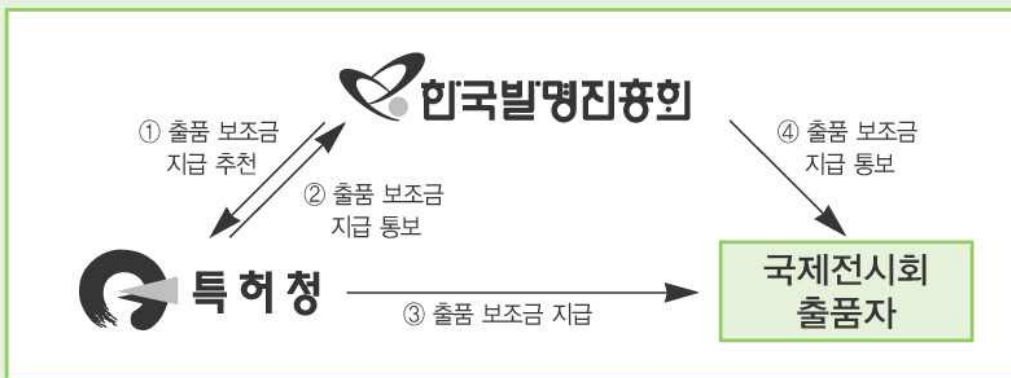 한국발명진흥회
① 출품 보조금
지급 추천
② 출품 보조금
지급 통보
④ 출품 보조금
지급 통보
특허청
③ 출품 보조금 지급
국제전시회
출품자